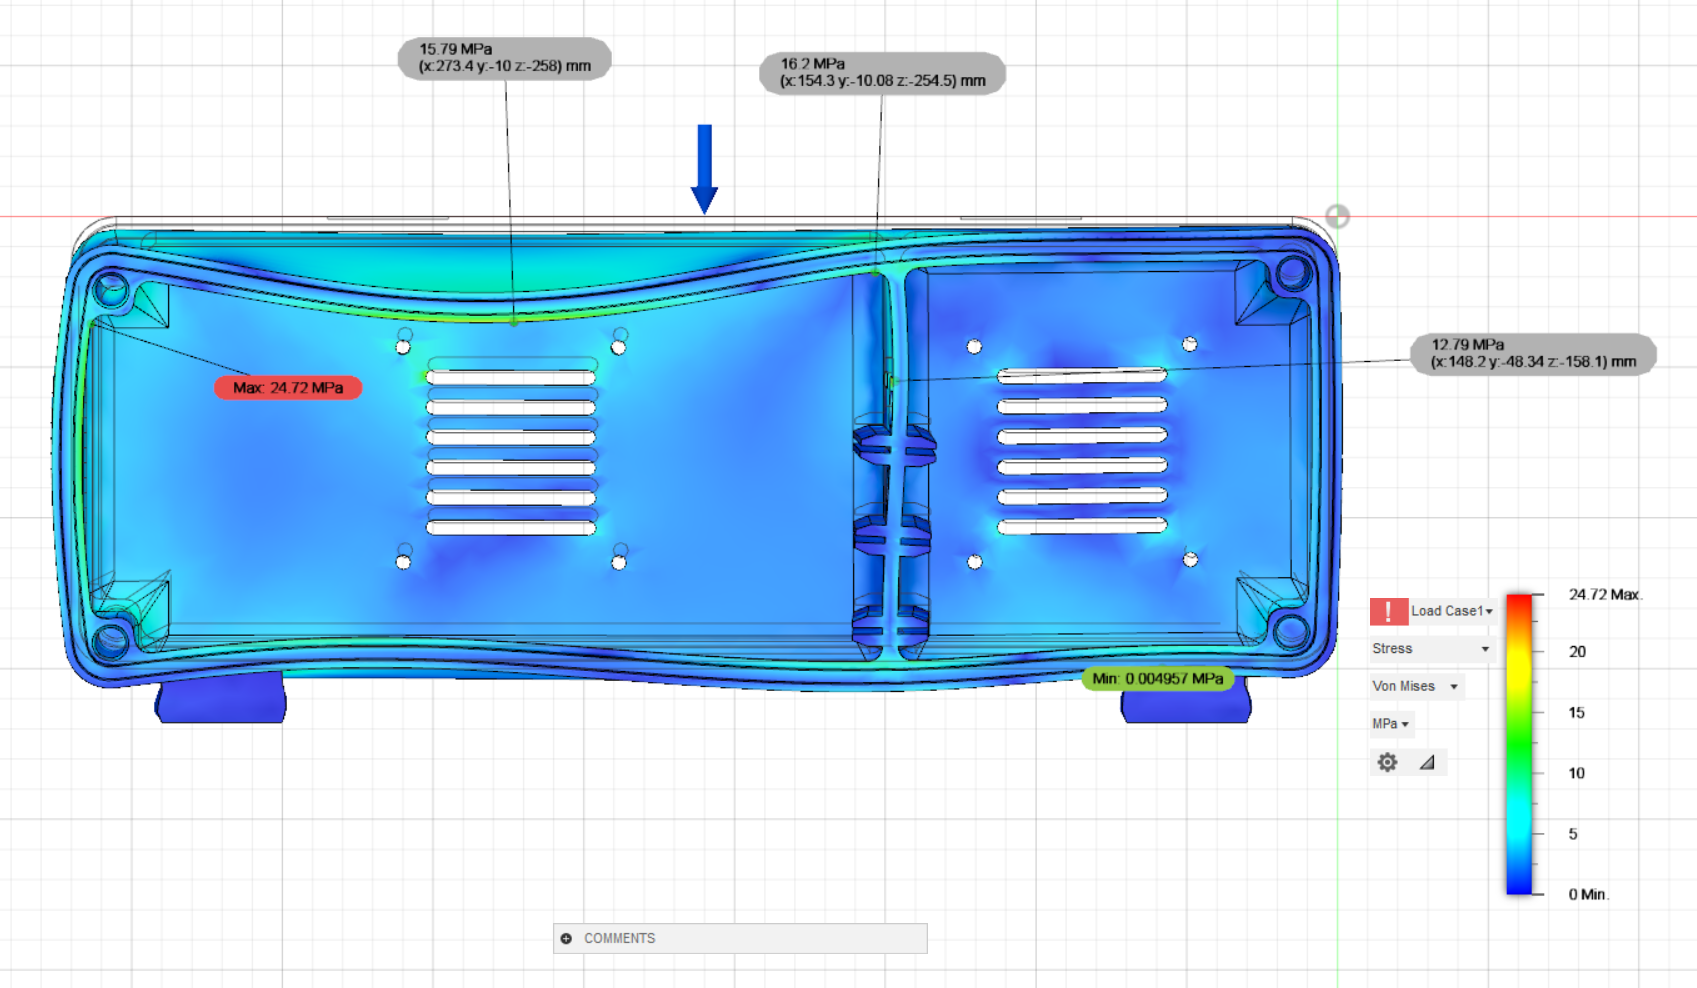 15.79 MPa
(x:273.4 y:-10 z:-258) mm
16.2 MPa
(x:154.3 y:-10.08 z:-254.5) mm
12.79 MPa
(x:148.2 y:-48.34 z:-158.1) mm
Max: 24.72 MPa
Min: 0.004957 MPa
! Load Case1
Stress
Von Mises
MPa
24.72 Max.
20
15
10
5
0 Min.
COMMENTS